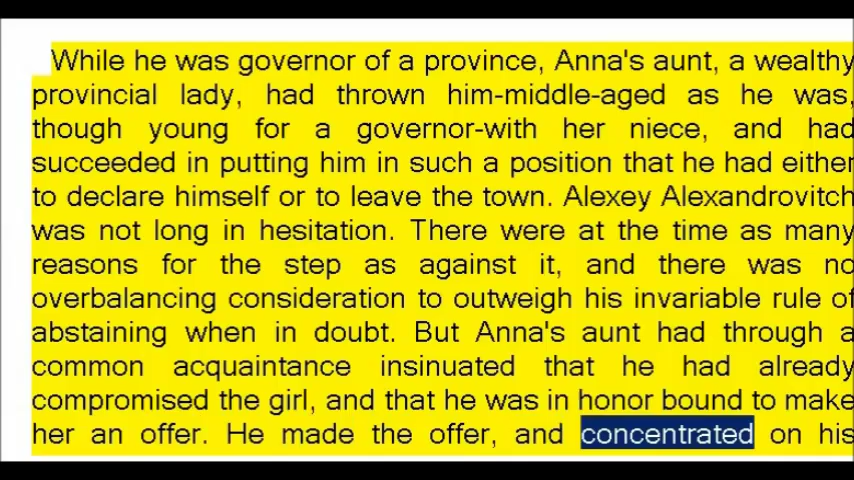 While he was governor of a province, Anna's aunt, a wealthy
provincial lady, had thrown him-middle-aged as he was,
though young for a governor-with her niece, and had
succeeded in putting him in such a position that he had either
to declare himself or to leave the town. Alexey Alexandrovitch
was not long in hesitation. There were at the time as many
reasons for the step as against it, and there was no
overbalancing consideration to outweigh his invariable rule of
abstaining when in doubt. But Anna's aunt had through a
common acquaintance insinuated that he had already
compromised the girl, and that he was in honor bound to make
her an offer. He made the offer, and concentrated on his